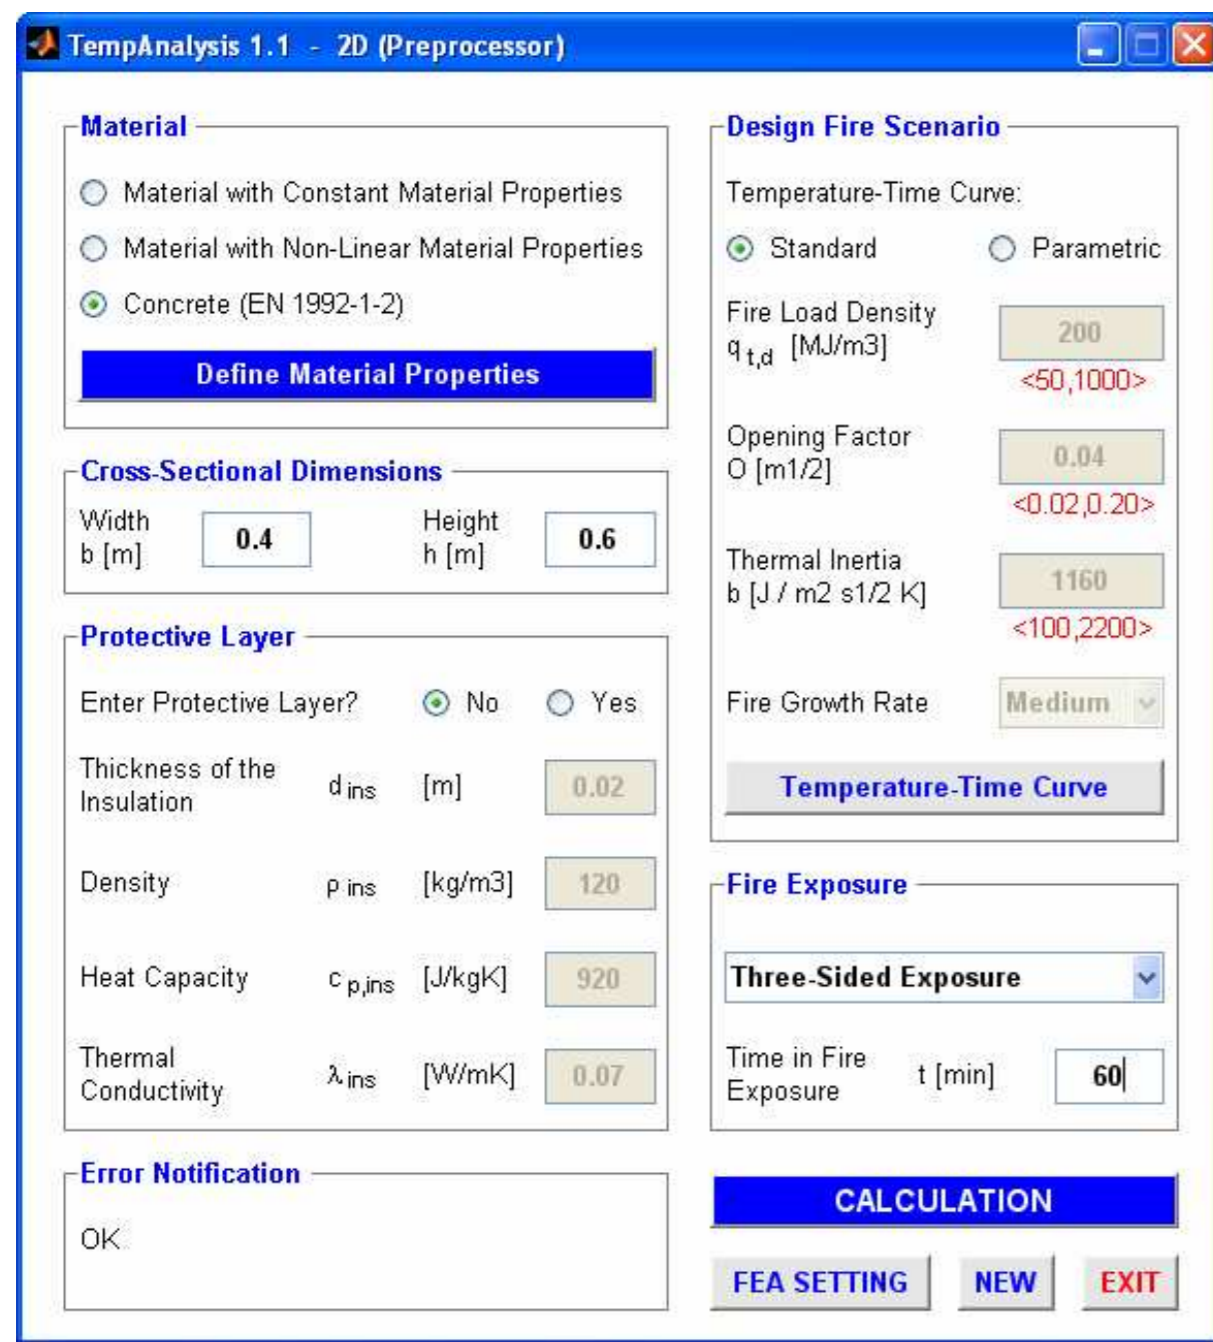 TempAnalysis 1.1 - 2D (Preprocessor)
Material
Material with Constant Material Properties
Material with Non-Linear Material Properties
Concrete (EN 1992-1-2)
Define Material Properties
Cross-Sectional Dimensions
Width
b [m]
0.4
Height
h [m]
0.6
Protective Layer
Enter Protective Layer?
No
Yes
Thickness of the
Insulation
d ins
[m]
0.02
Density
ρ ins
[kg/m3]
120
Heat Capacity
c p,ins
[J/kgK]
920
Thermal
Conductivity
λ ins
[W/mK]
0.07
Error Notification
OK
Design Fire Scenario
Temperature-Time Curve:
Standard
Parametric
Fire Load Density
q t,d [MJ/m3]
200
<50,1000>
Opening Factor
O [m1/2]
0.04
<0.02,0.20>
Thermal Inertia
b [J / m2 s1/2 K]
1160
<100,2200>
Fire Growth Rate
Medium
Temperature-Time Curve
Fire Exposure
Three-Sided Exposure
Time in Fire
Exposure
t [min]
60
CALCULATION
FEA SETTING
NEW
EXIT